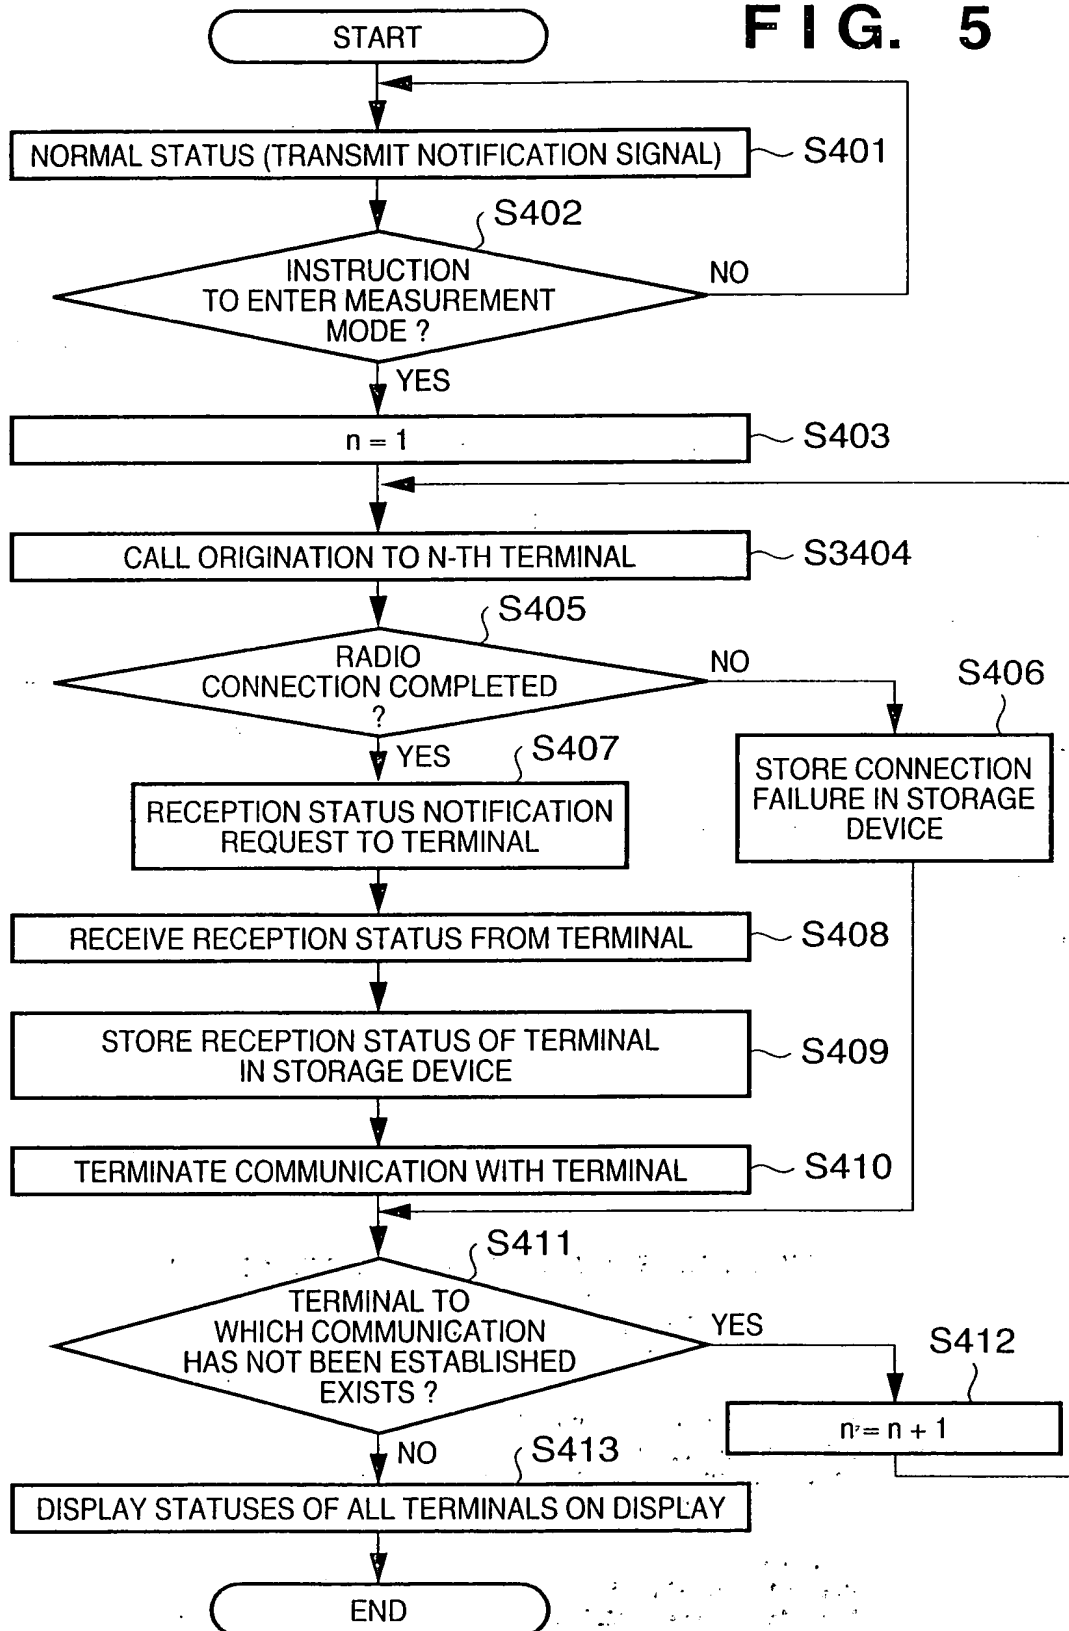 FIG. 5
START
NORMAL STATUS (TRANSMIT NOTIFICATION SIGNAL)
S401
S402
INSTRUCTION
TO ENTER MEASUREMENT
MODE ?
NO
YES
n = 1
S403
CALL ORIGINATION TO N-TH TERMINAL
S3404
S405
RADIO
CONNECTION COMPLETED
?
NO
YES
S406
STORE CONNECTION
FAILURE IN STORAGE
DEVICE
S407
RECEPTION STATUS NOTIFICATION
REQUEST TO TERMINAL
RECEIVE RECEPTION STATUS FROM TERMINAL
S408
STORE RECEPTION STATUS OF TERMINAL
IN STORAGE DEVICE
S409
TERMINATE COMMUNICATION WITH TERMINAL
S410
S411
TERMINAL TO
WHICH COMMUNICATION
HAS NOT BEEN ESTABLISHED
EXISTS ?
YES
NO
S412
n = n + 1
S413
DISPLAY STATUSES OF ALL TERMINALS ON DISPLAY
END